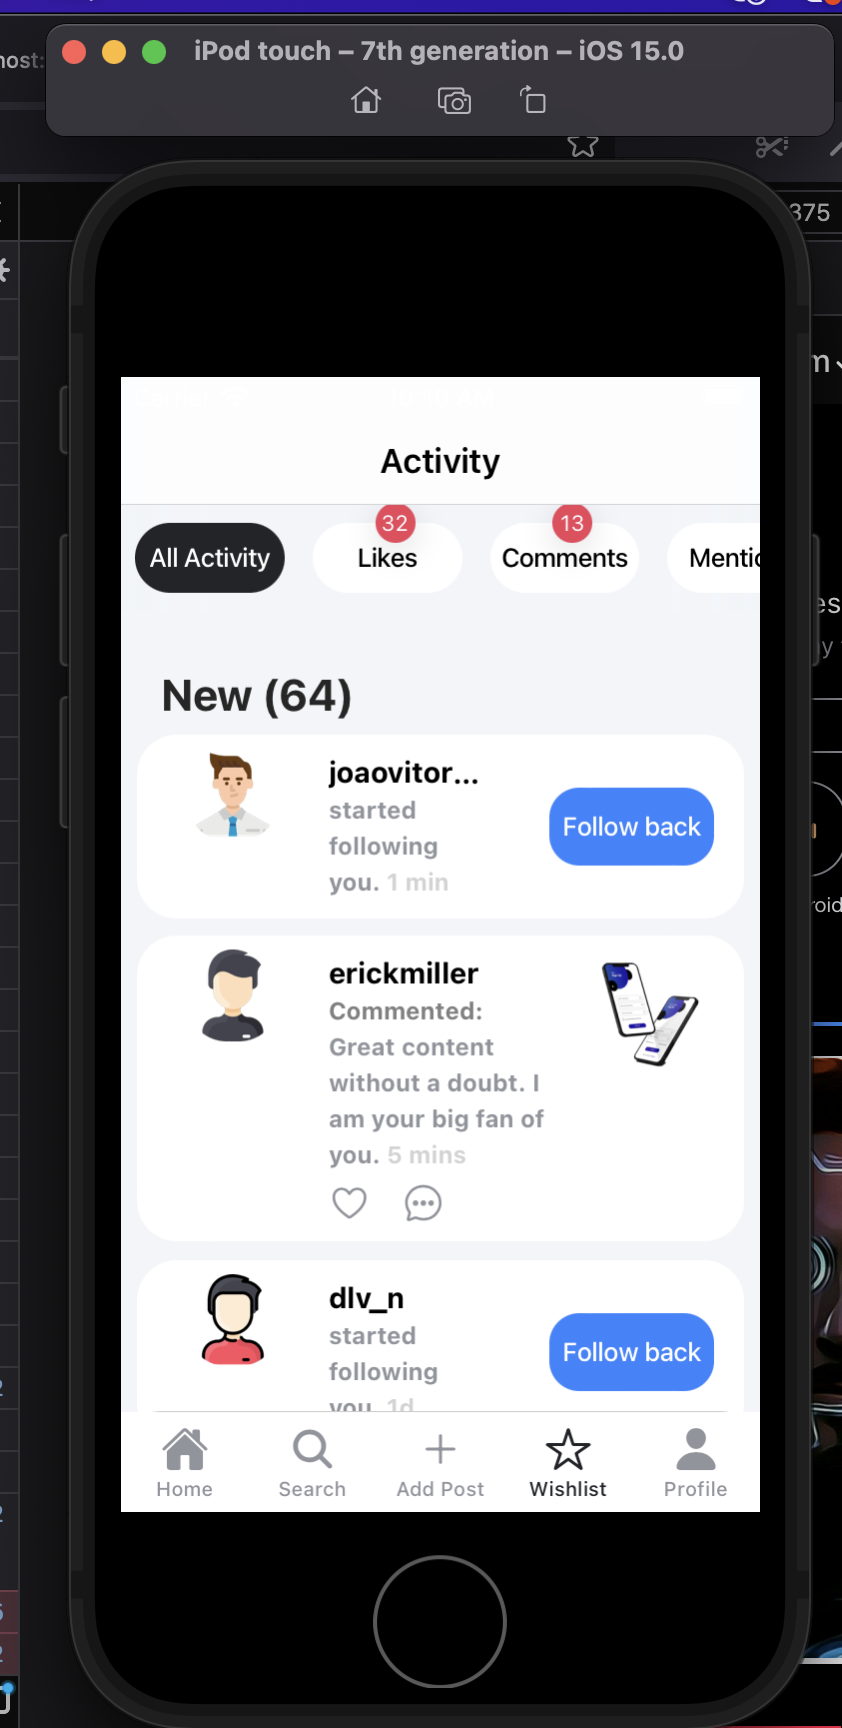 iPod touch – 7th generation – iOS 15.0
375
Activity
32
13
All Activity
Likes
Comments
New (64)
joaovitor...
started
following
you. 1 min
Follow back
erickmiller
Commented:
Great content
without a doubt. I
am your big fan of
you. 5 mins
dlv_n
started
following
you. 1d
Follow back
Home
Search
Add Post
Wishlist
Profile